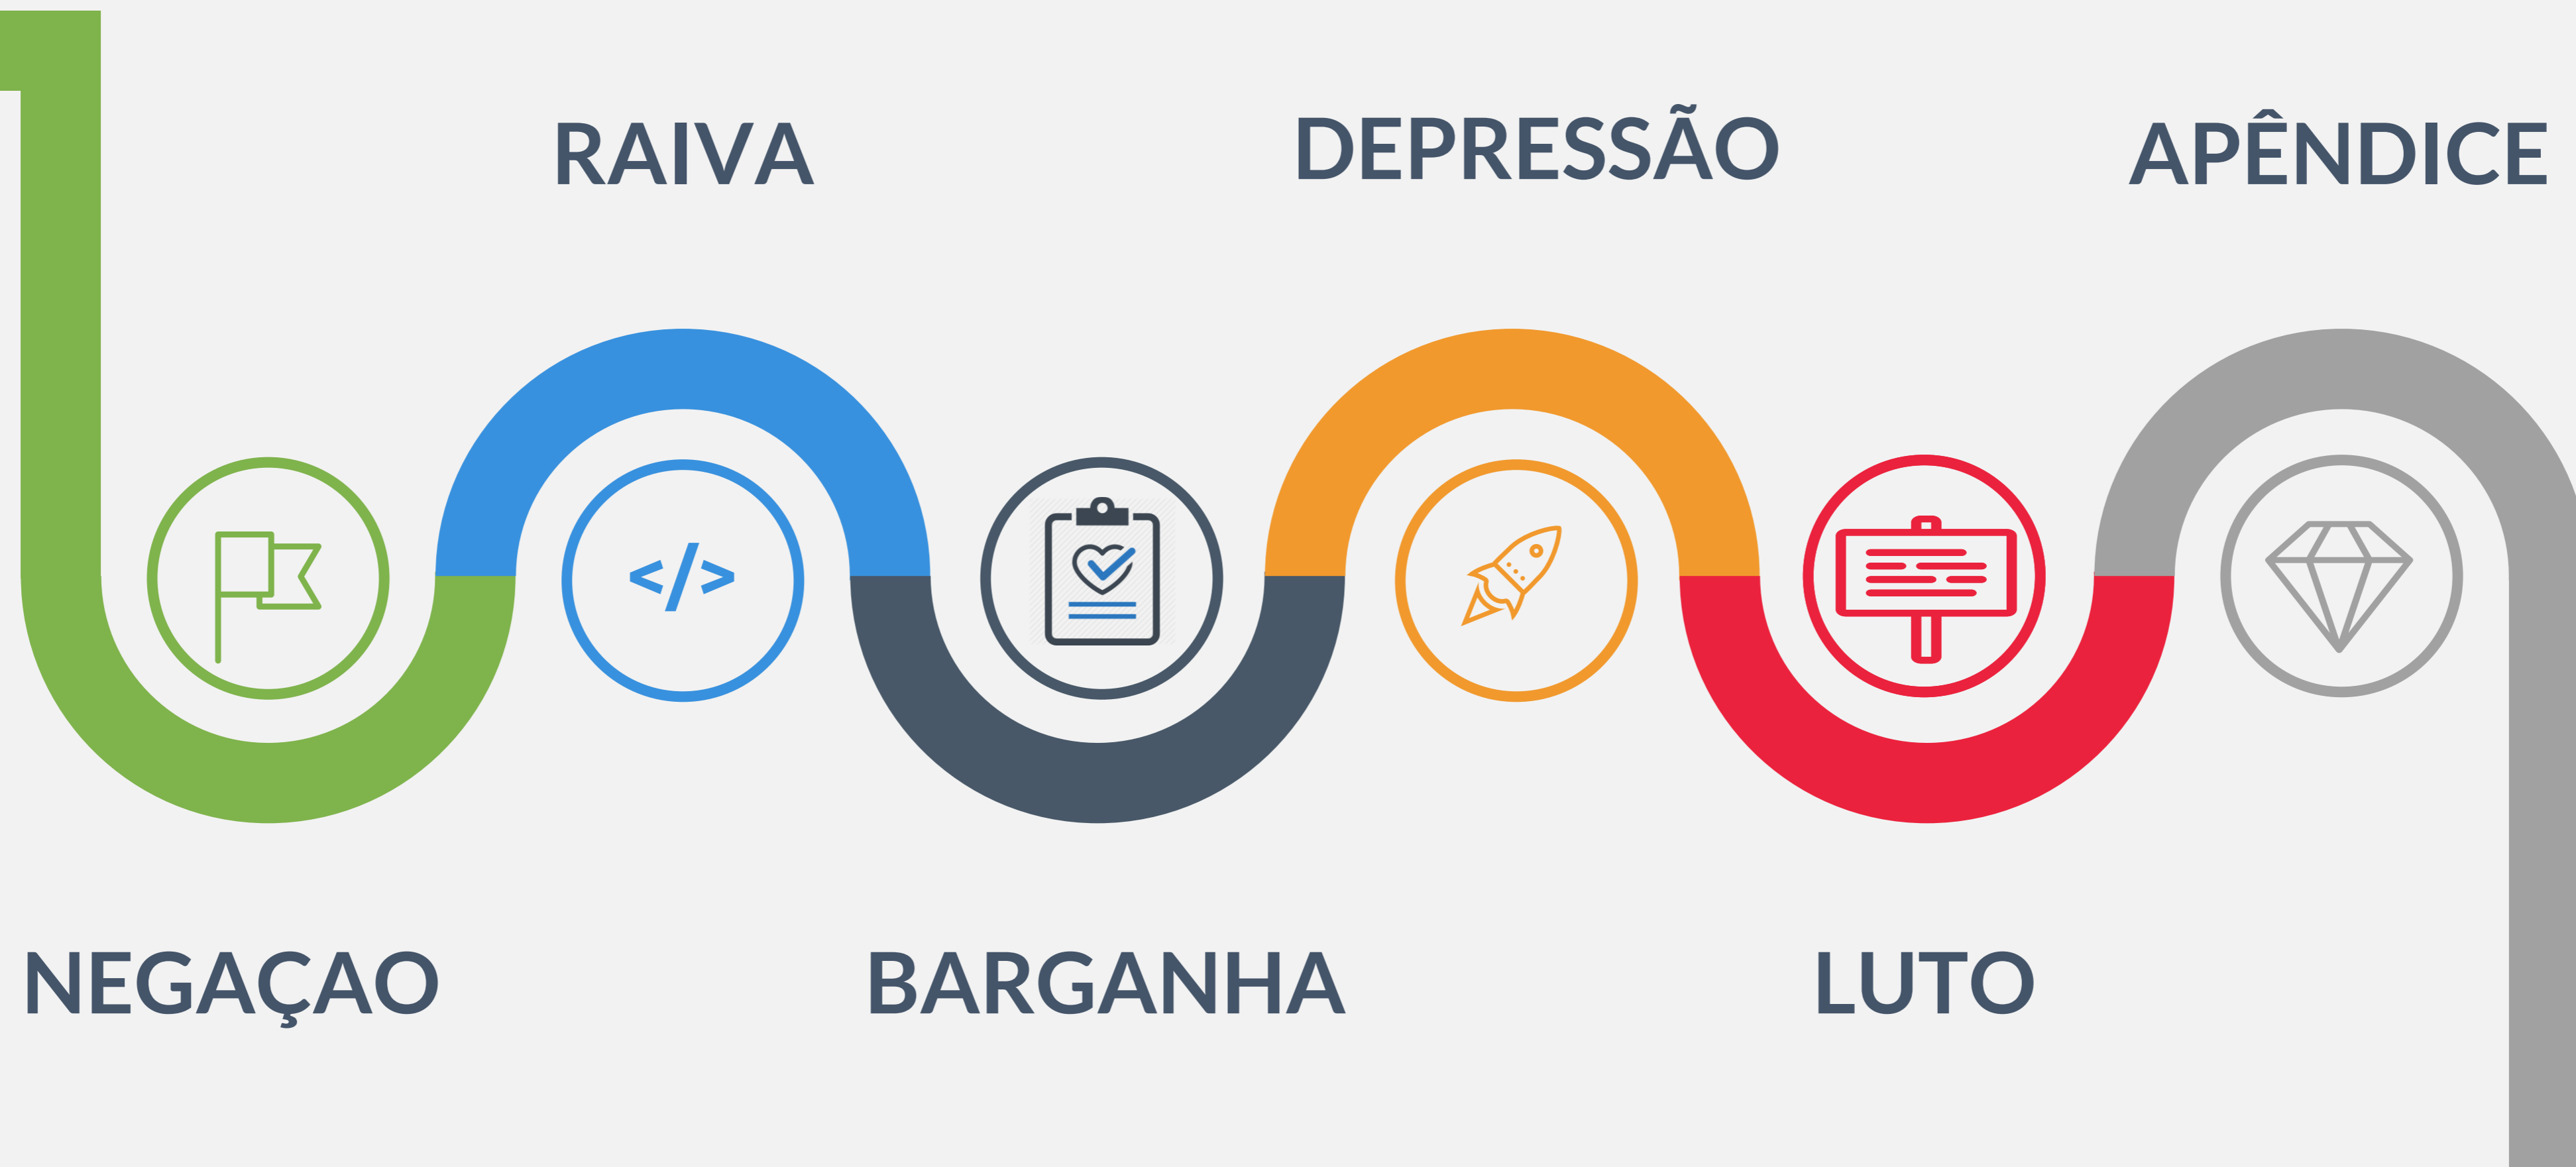 RAIVA
DEPRESSÃO
APÊNDICE
</>
NEGAÇAO
BARGANHA
LUTO